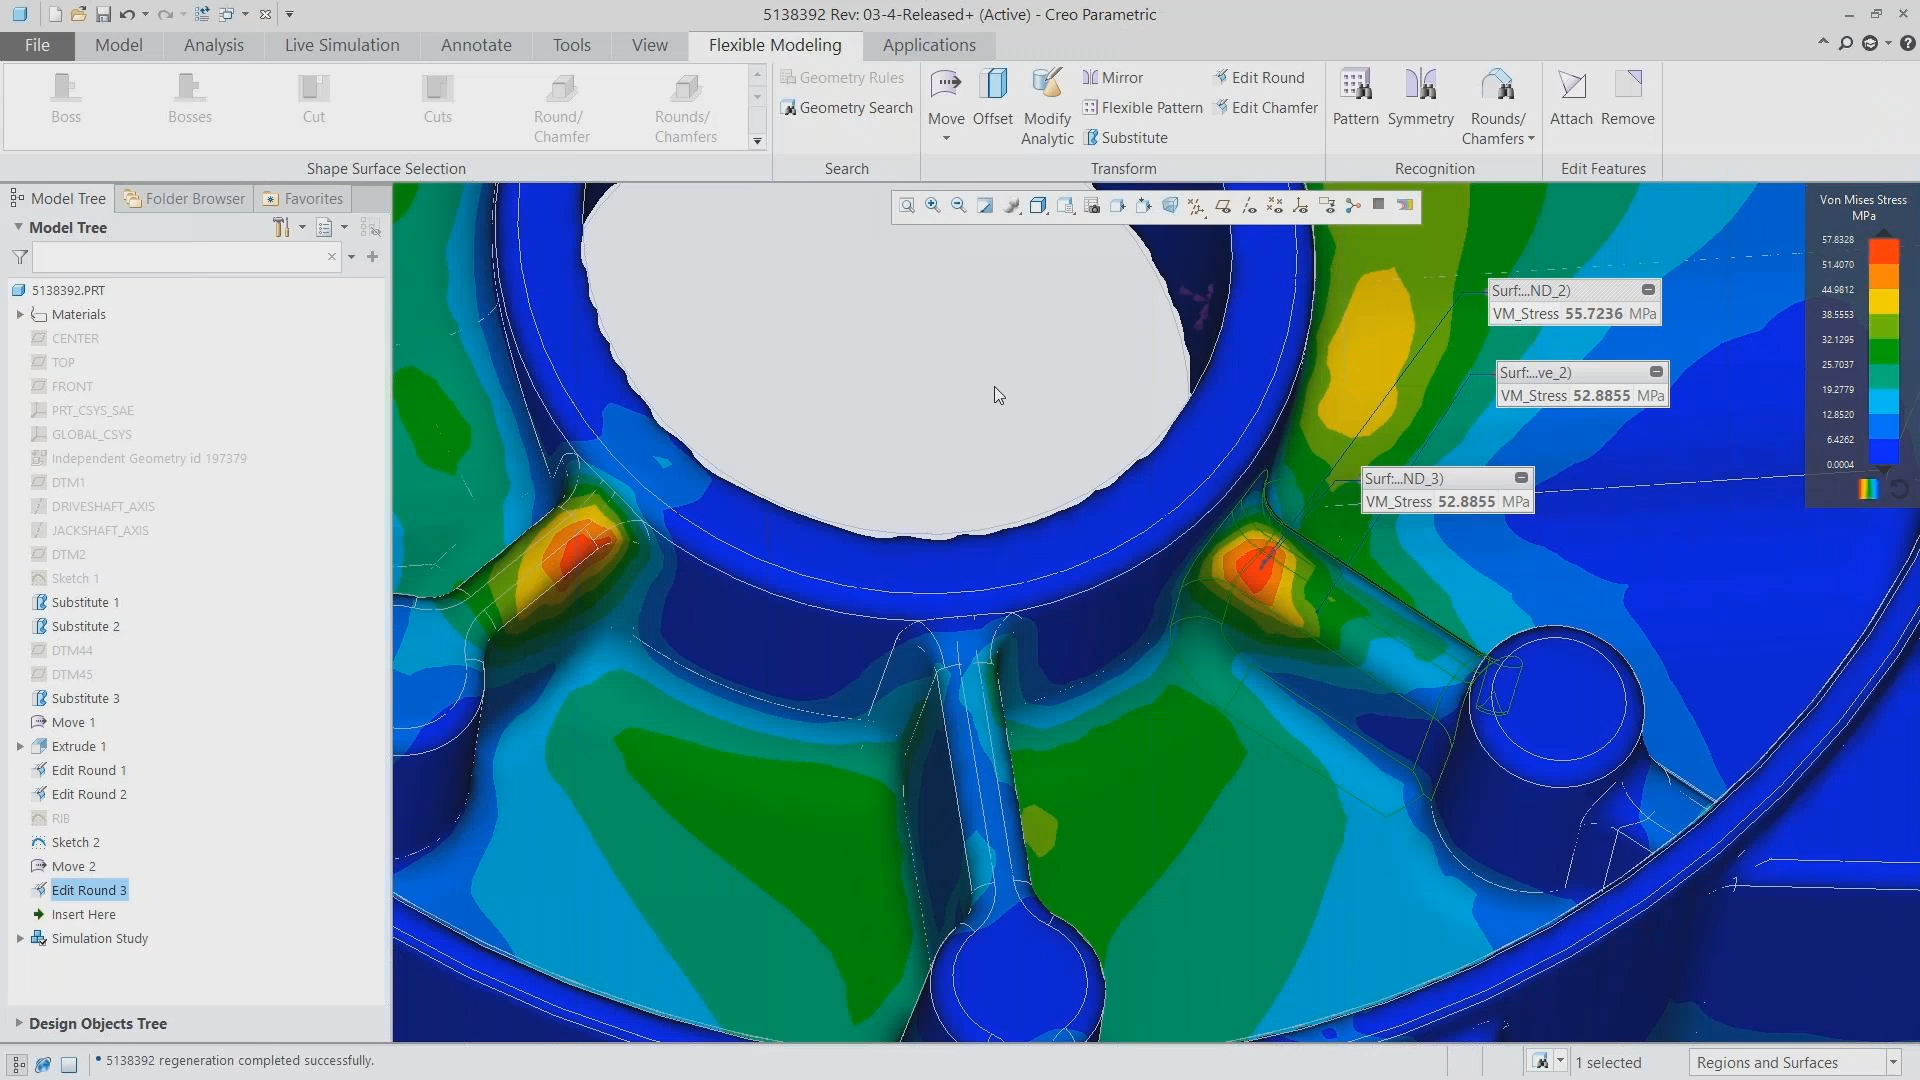 5138392 Rev: 03-4-Released+ (Active) - Creo Parametric
File Model Analysis Live Simulation Annotate Tools View Flexible Modeling Applications
Boss Bosses Cut Cuts Round/ Chamfer Rounds/ Chamfers
Shape Surface Selection
Geometry Rules
Geometry Search
Search
Move Offset Modify Analytic
Mirror
Flexible Pattern
Substitute
Edit Round
Edit Chamfer
Transform
Pattern Symmetry Rounds/ Chamfers
Recognition
Attach Remove
Edit Features
Model Tree Folder Browser Favorites
Model Tree
5138392.PRT
Materials
CENTER
TOP
FRONT
PRT_CSYS_SAE
GLOBAL_CSYS
Independent Geometry id 197379
DTM1
DRIVESHAFT_AXIS
JACKSHAFT_AXIS
DTM2
Sketch 1
Substitute 1
Substitute 2
DTM44
DTM45
Substitute 3
Move 1
Extrude 1
Edit Round 1
Edit Round 2
RIB
Sketch 2
Move 2
Edit Round 3
Insert Here
Simulation Study
Design Objects Tree
Surf:...ND_2)
VM_Stress 55.7236 MPa
Surf:...ve_2)
VM_Stress 52.8855 MPa
Surf:...ND_3)
VM_Stress 52.8855 MPa
Von Mises Stress
MPa
57.8328
51.4070
44.9812
38.5553
32.1295
25.7037
19.2779
12.8520
6.4262
0.0004
5138392 regeneration completed successfully.
1 selected
Regions and Surfaces